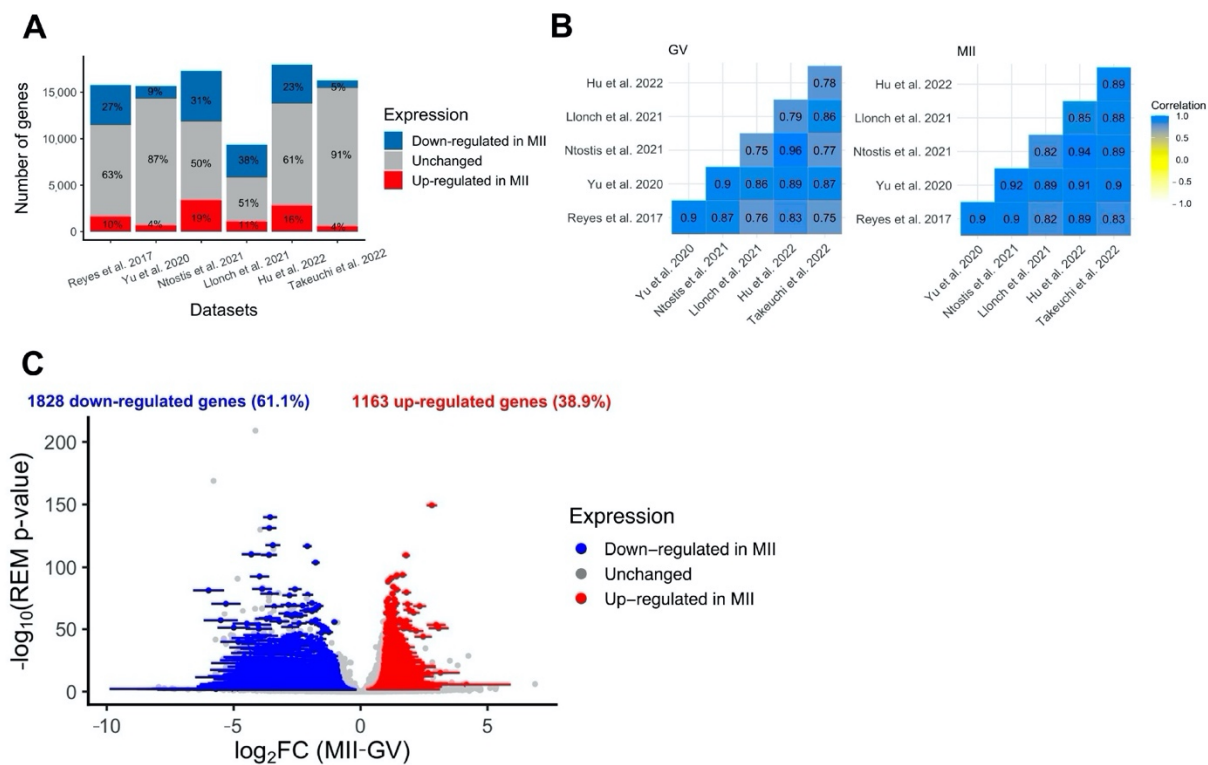 A
Number of genes
15,000
10,000
5,000
0
27%
63%
10%
9%
87%
4%
31%
50%
19%
38%
51%
11%
23%
61%
16%
5%
91%
4%
Reyes et al. 2017
Yu et al. 2020
Ntostis et al. 2021
Llonch et al. 2021
Hu et al. 2022
Takeuchi et al. 2022
Datasets
Expression
Down-regulated in MII
Unchanged
Up-regulated in MII
B
GV
Hu et al. 2022
0.78
Llonch et al. 2021
0.79 0.86
Ntostis et al. 2021
0.75 0.96 0.77
Yu et al. 2020
0.9 0.86 0.89 0.87
Reyes et al. 2017
0.9 0.87 0.76 0.83 0.75
Yu et al. 2020
Ntostis et al. 2021
Llonch et al. 2021
Hu et al. 2022
Takeuchi et al. 2022
MII
Hu et al. 2022
0.89
Llonch et al. 2021
0.85 0.88
Ntostis et al. 2021
0.82 0.94 0.89
Yu et al. 2020
0.92 0.89 0.91 0.9
Reyes et al. 2017
0.9 0.9 0.82 0.89 0.83
Yu et al. 2020
Ntostis et al. 2021
Llonch et al. 2021
Hu et al. 2022
Takeuchi et al. 2022
Correlation
1.0
0.5
0.0
- 0.5
- 1.0
C
1828 down-regulated genes (61.1%)
1163 up-regulated genes (38.9%)
-log₁₀(REM p-value)
200
150
100
50
0
-10
-5
0
5
log₂FC (MII-GV)
Expression
Down−regulated in MII
Unchanged
Up−regulated in MII